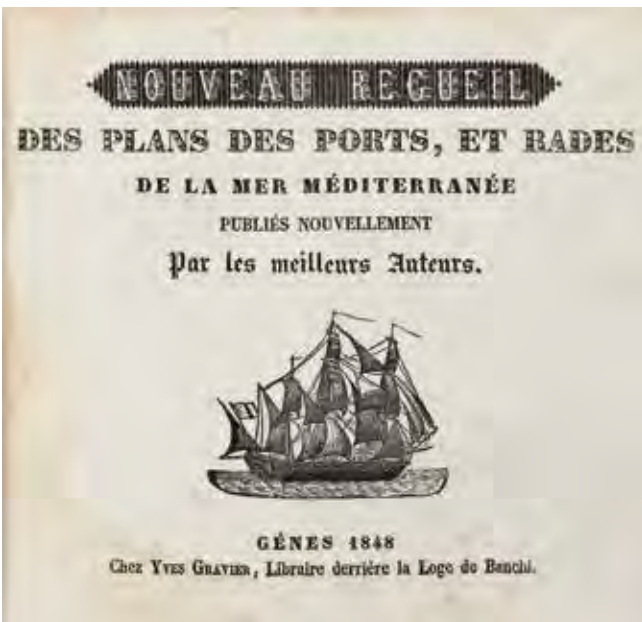 NOUVEAU RECUEIL
DES PLANS DES PORTS, ET RADES
DE LA MER MÉDITERRANÉE
PUBLIÉS NOUVELLEMENT
Par les meilleurs Auteurs.
GÉNES 1848
Chez YVES GRAVIER, Libraire derrière la Loge de Banchi.